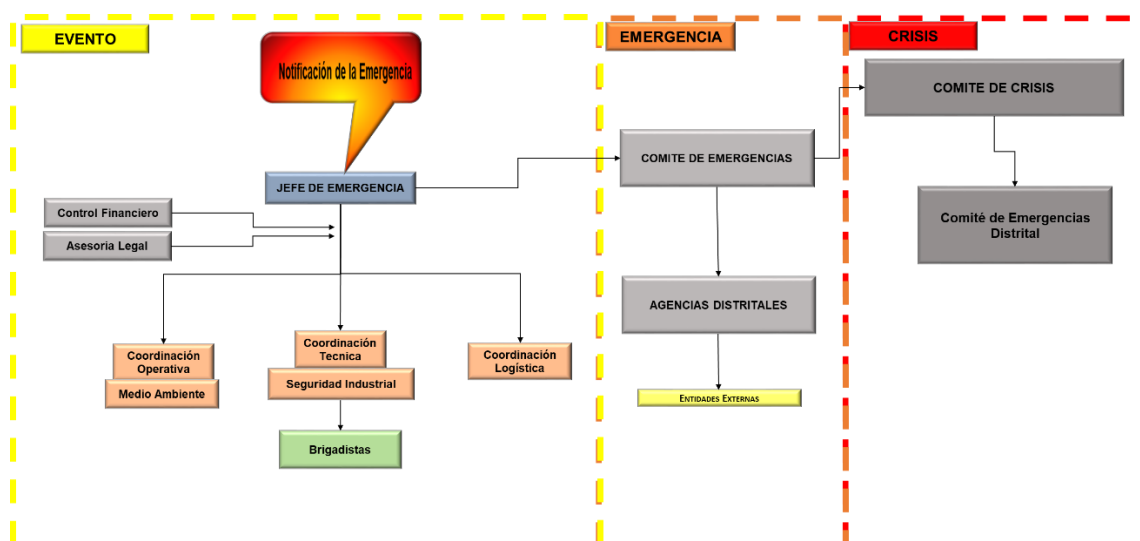 EVENTO
EMERGENCIA
CRISIS
Notificación de la Emergencia
COMITE DE CRISIS
COMITE DE EMERGENCIAS
JEFE DE EMERGENCIA
Control Financiero
Asesoria Legal
Comité de Emergencias
Distrital
AGENCIAS DISTRITALES
Coordinación
Operativa
Medio Ambiente
Coordinación
Tecnica
Seguridad Industrial
Coordinación
Logística
ENTIDADES EXTERNAS
Brigadistas